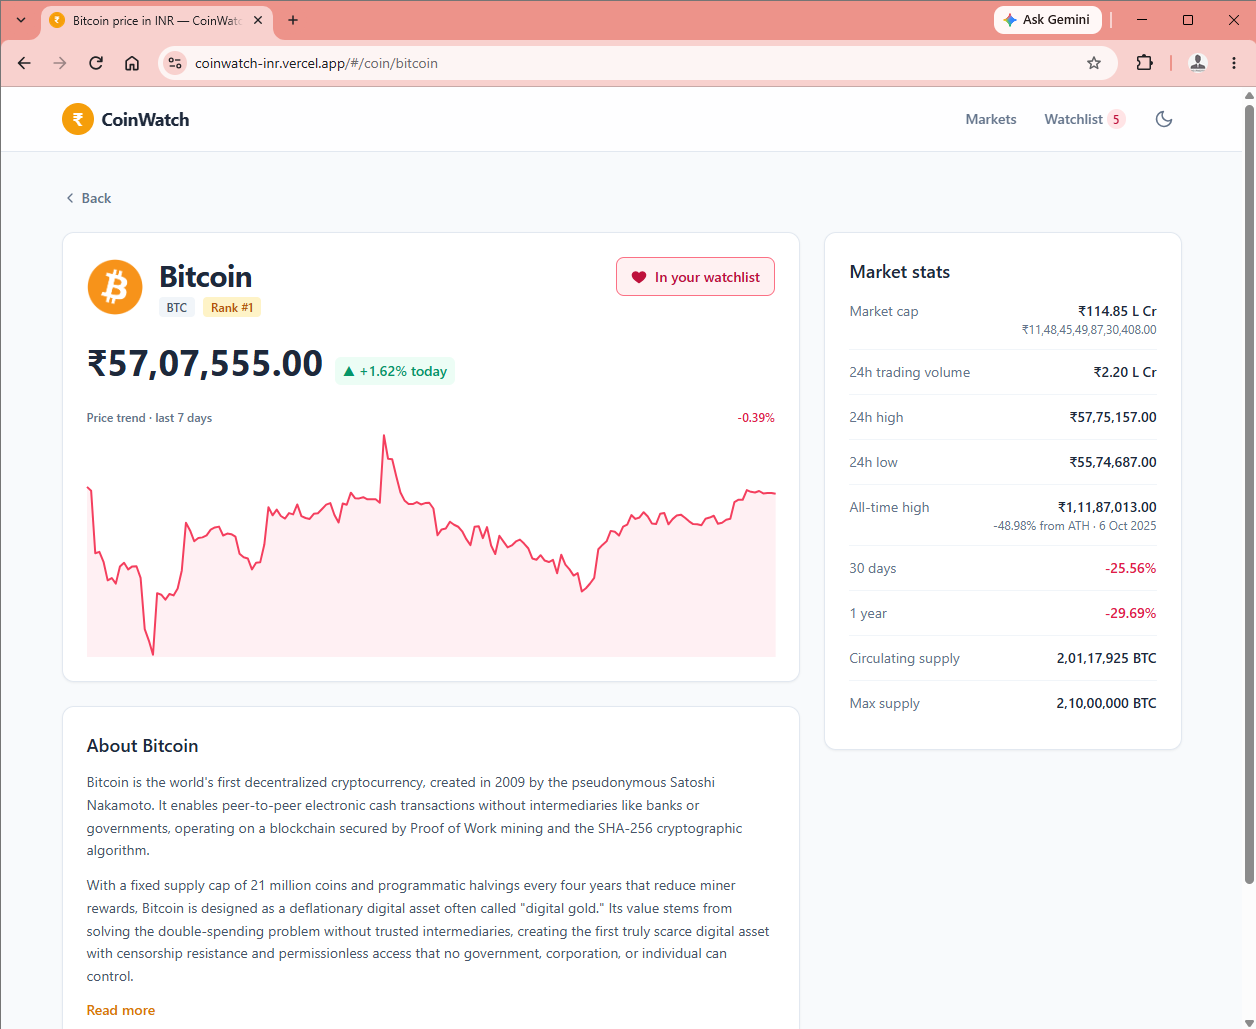 Bitcoin price in INR — CoinWatc
Ask Gemini
coinwatch-inr.vercel.app/#/coin/bitcoin
₹ CoinWatch
Markets
Watchlist 5
Back
Bitcoin
BTC
Rank #1
In your watchlist
₹57,07,555.00
▲ +1.62% today
Price trend · last 7 days
-0.39%
About Bitcoin
Bitcoin is the world's first decentralized cryptocurrency, created in 2009 by the pseudonymous Satoshi
Nakamoto. It enables peer-to-peer electronic cash transactions without intermediaries like banks or
governments, operating on a blockchain secured by Proof of Work mining and the SHA-256 cryptographic
algorithm.
With a fixed supply cap of 21 million coins and programmatic halvings every four years that reduce miner
rewards, Bitcoin is designed as a deflationary digital asset often called "digital gold." Its value stems from
solving the double-spending problem without trusted intermediaries, creating the first truly scarce digital asset
with censorship resistance and permissionless access that no government, corporation, or individual can
control.
Read more
Market stats
Market cap ₹114.85 L Cr
₹11,48,45,49,87,30,408.00
24h trading volume ₹2.20 L Cr
24h high ₹57,75,157.00
24h low ₹55,74,687.00
All-time high ₹1,11,87,013.00
-48.98% from ATH · 6 Oct 2025
30 days -25.56%
1 year -29.69%
Circulating supply 2,01,17,925 BTC
Max supply 2,10,00,000 BTC